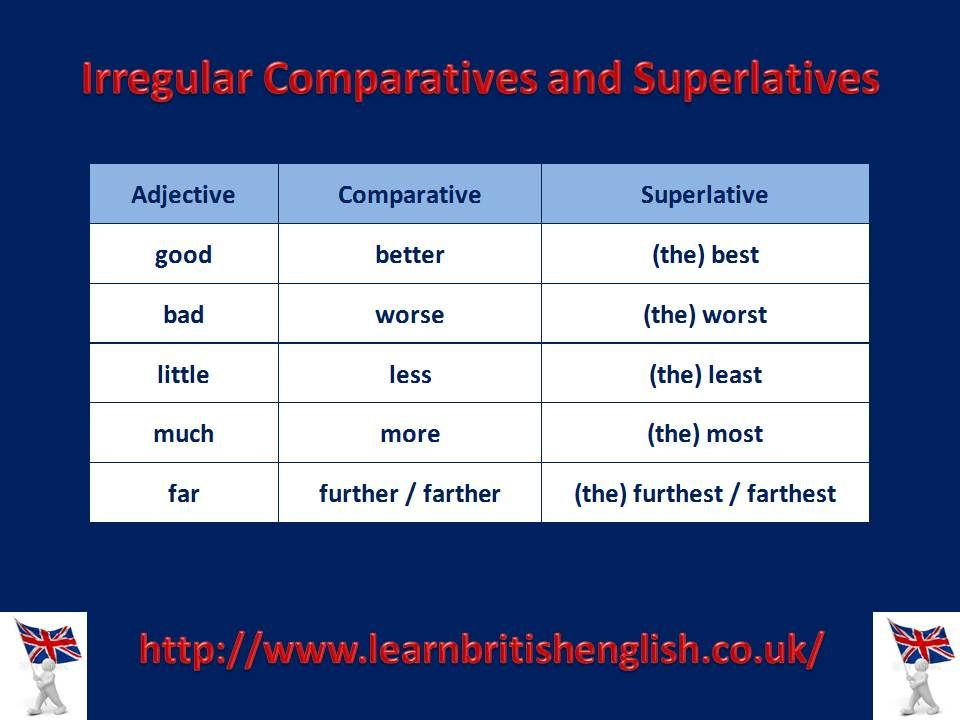 Irregular Comparatives and Superlatives
Adjective Comparative Superlative
good better (the) best
bad worse (the) worst
little less (the) least
much more (the) most
far further / farther (the) furthest / farthest
http://www.learnbritishenglish.co.uk/